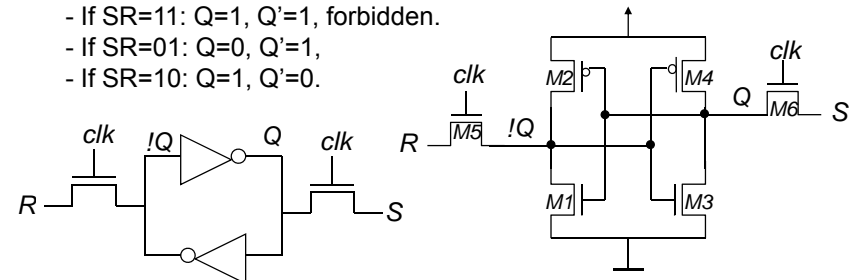 - If SR=11: Q=1, Q’=1, forbidden.
- If SR=01: Q=0, Q’=1,
- If SR=10: Q=1, Q’=0.
clk
!Q
Q
clk
R
S
clk
R
M5
!Q
M2
M4
Q
clk
M6
S
M1
M3